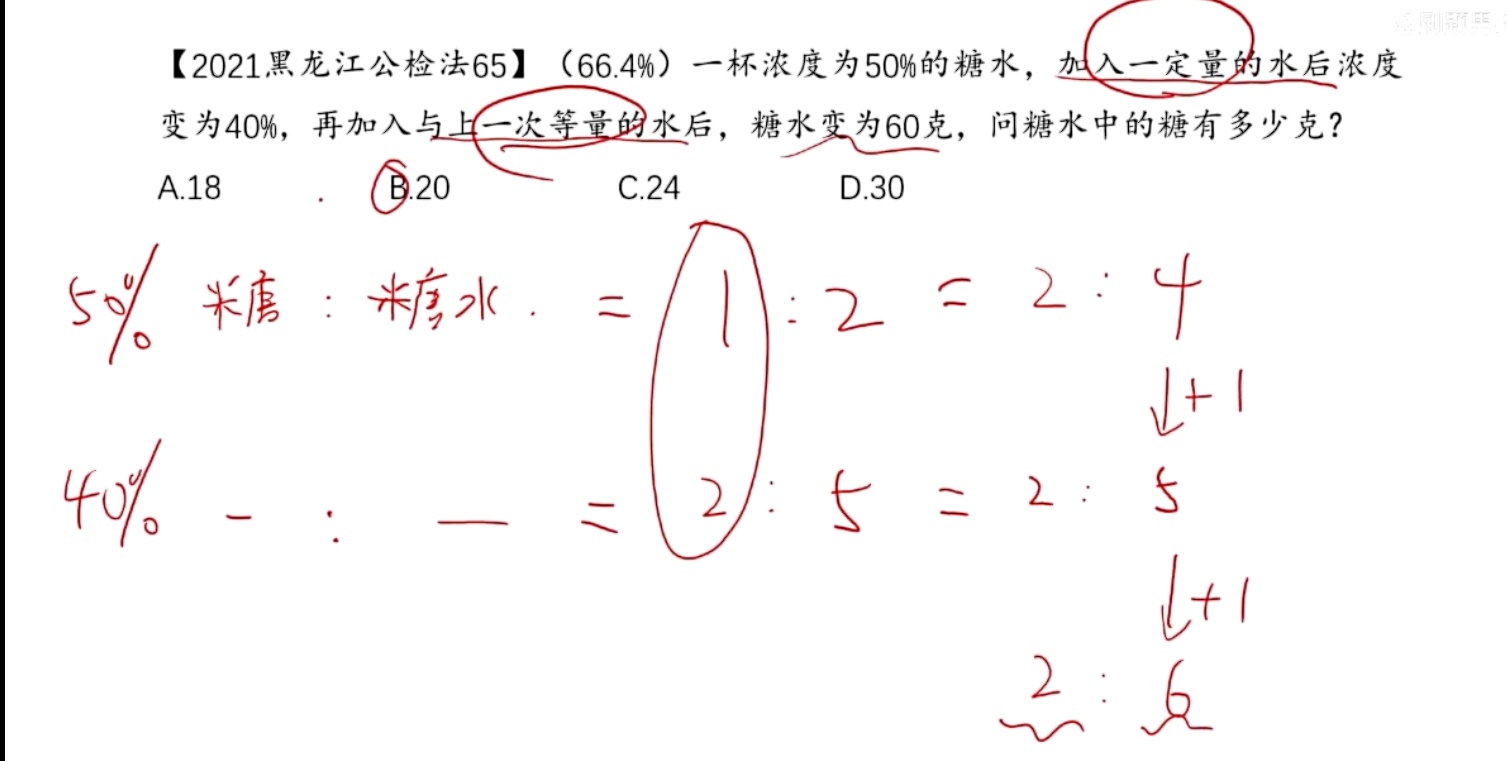 【2021黑龙江公检法65】（66.4%）一杯浓度为50%的糖水，加入一定量的水后浓度
变为40%，再加入与上一次等量的水后，糖水变为60克，问糖水中的糖有多少克？
A.18 B.20 C.24 D.30
50% 糖 : 糖水 . = 1 : 2 = 2 : 4
↓+1
40% - : — = 2 : 5 = 2 : 5
↓+1
2 : 6